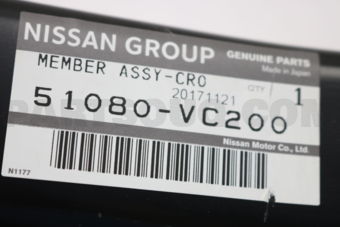 NISSAN GROUP
GENUINE PARTS
Made in Japan
MEMBER ASSY-CRO
20171121
QTY
1
51080-VC200
Nissan Motor Co., Ltd.
N1177